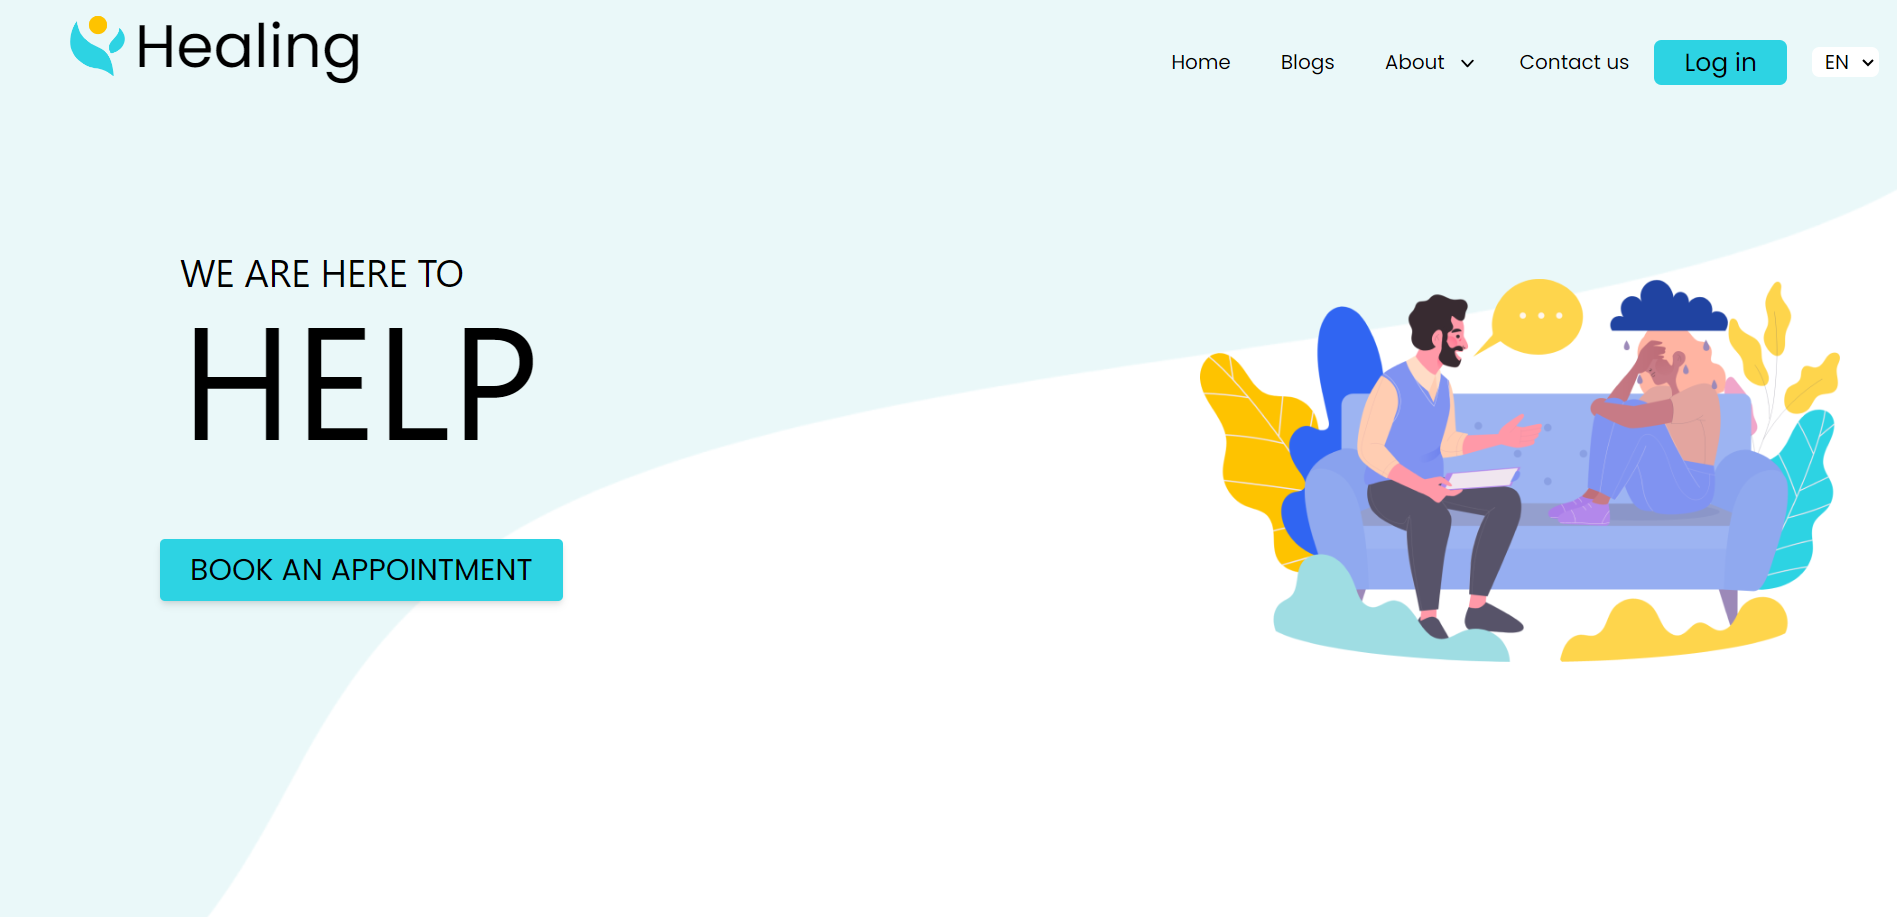 Healing
Home Blogs About Contact us Log in EN
WE ARE HERE TO
HELP
BOOK AN APPOINTMENT